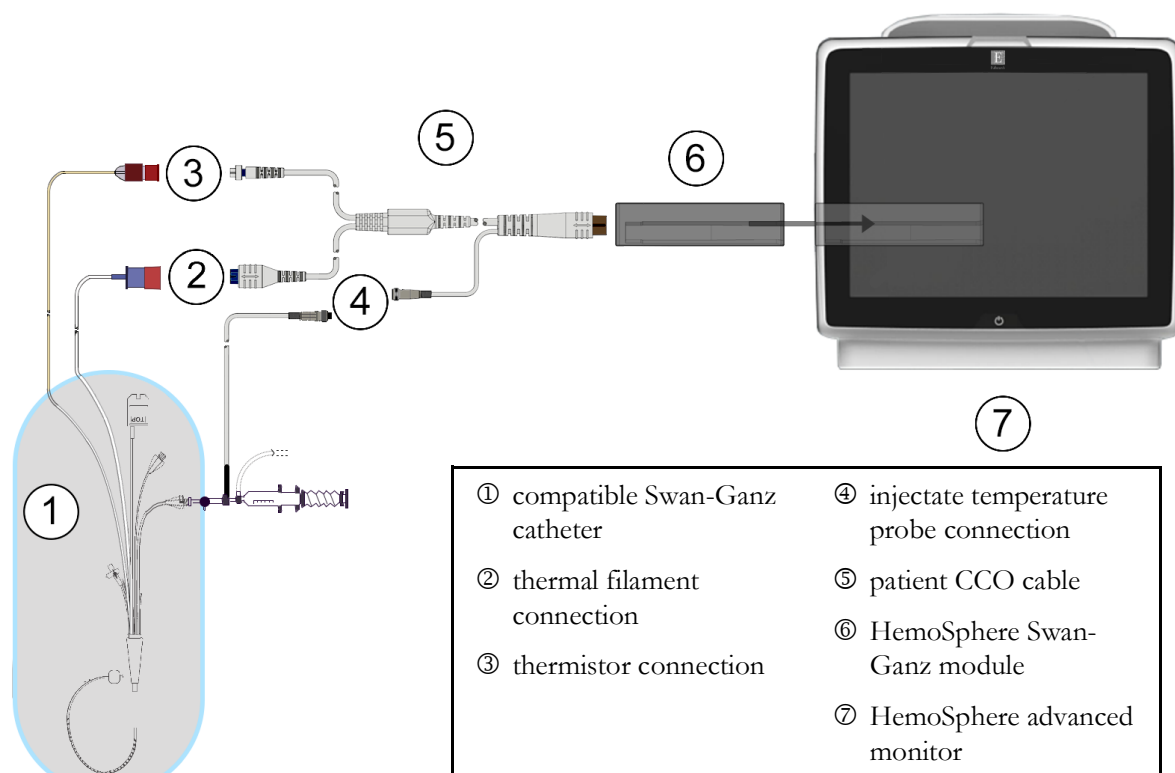 5
3
6
E
2
4
7
ITOP
1
① compatible Swan-Ganz
catheter
② thermal filament
connection
③ thermistor connection
④ injectate temperature
probe connection
⑤ patient CCO cable
⑥ HemoSphere Swan-
Ganz module
⑦ HemoSphere advanced
monitor